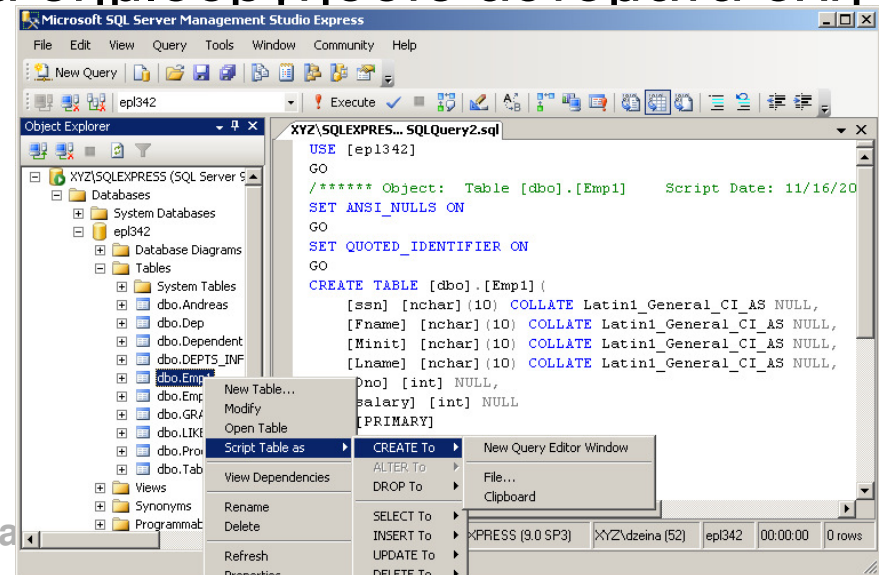 Microsoft SQL Server Management Studio Express
File Edit View Query Tools Window Community Help
New Query
epl342 Execute
Object Explorer
XYZ\SQLEXPRES... SQLQuery2.sql
XYZ\SQLEXPRESS (SQL Server 9
Databases
System Databases
epl342
Database Diagrams
Tables
System Tables
dbo.Andreas
dbo.Dep
dbo.Dependent
dbo.DEPTS_INF
dbo.Emp1
dbo.Emp
dbo.GRA
dbo.LIKE
dbo.Pro
dbo.Tab
Views
Synonyms
Programmab
USE [epl342]
GO
/****** Object:  Table [dbo].[Emp1]    Script Date: 11/16/20
SET ANSI_NULLS ON
GO
SET QUOTED_IDENTIFIER ON
GO
CREATE TABLE [dbo].[Emp1](
[ssn] [nchar](10) COLLATE Latin1_General_CI_AS NULL,
[Fname] [nchar](10) COLLATE Latin1_General_CI_AS NULL,
[Minit] [nchar](10) COLLATE Latin1_General_CI_AS NULL,
[Lname] [nchar](10) COLLATE Latin1_General_CI_AS NULL,
Dno] [int] NULL,
salary] [int] NULL
[PRIMARY]
New Table...
Modify
Open Table
Script Table as
View Dependencies
Rename
Delete
Refresh
Properties
CREATE To
ALTER To
DROP To
SELECT To
INSERT To
UPDATE To
DELETE To
New Query Editor Window
File...
Clipboard
XPRESS (9.0 SP3) XYZ\dzeina (52) epl342 00:00:00 0 rows